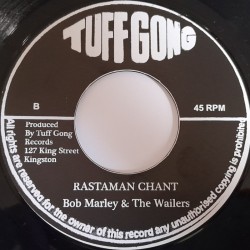 TUFF GONG
B
45 RPM
Produced
By Tuff Gong
Records
127 King Street
Kingston
RASTAMAN CHANT
Bob Marley & The Wailers
All rights are reserved for the owner of this record any unauthorised copying is prohibited